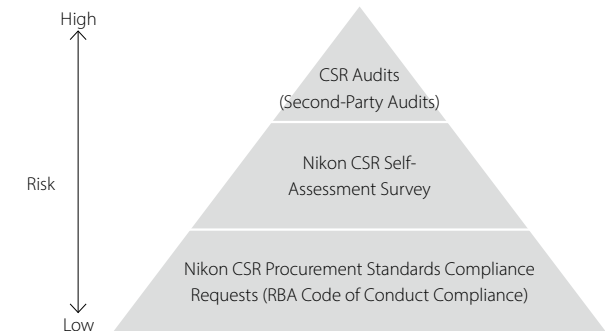 High
CSR Audits
(Second-Party Audits)
Nikon CSR Self-
Assessment Survey
Risk
Nikon CSR Procurement Standards Compliance
Requests (RBA Code of Conduct Compliance)
Low